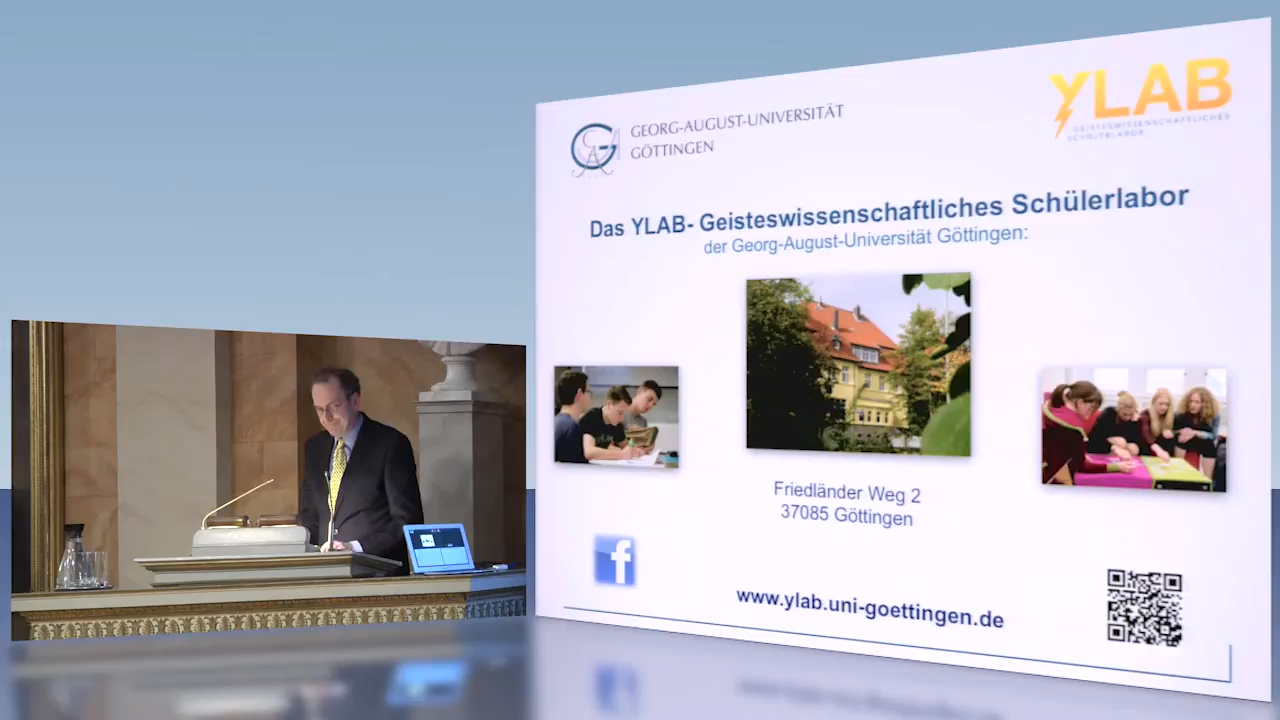 GEORG-AUGUST-UNIVERSITÄT
GÖTTINGEN
YLAB
GEISTESWISSENSCHAFTLICHES
SCHÜLERLABOR
Das YLAB- Geisteswissenschaftliches Schülerlabor
der Georg-August-Universität Göttingen:
Friedländer Weg 2
37085 Göttingen
f
www.ylab.uni-goettingen.de